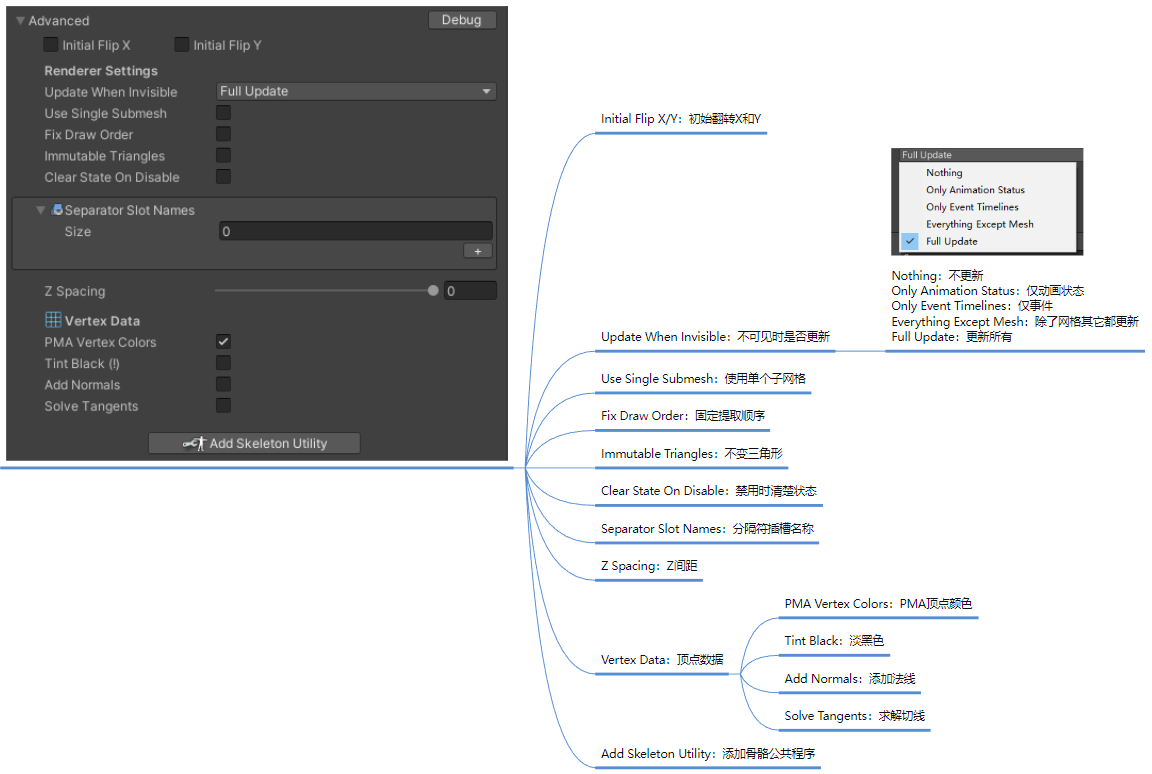 Advanced
Debug
Initial Flip X
Initial Flip Y
Renderer Settings
Update When Invisible
Full Update
Use Single Submesh
Fix Draw Order
Immutable Triangles
Clear State On Disable
Separator Slot Names
Size
0
+
Z Spacing
0
Vertex Data
PMA Vertex Colors
Tint Black (!)
Add Normals
Solve Tangents
Add Skeleton Utility
Initial Flip X/Y：初始翻转X和Y
Full Update
Nothing
Only Animation Status
Only Event Timelines
Everything Except Mesh
Full Update
Nothing：不更新
Only Animation Status：仅动画状态
Only Event Timelines：仅事件
Everything Except Mesh：除了网格其它都更新
Full Update：更新所有
Update When Invisible：不可见时是否更新
Use Single Submesh：使用单个子网格
Fix Draw Order：固定提取顺序
Immutable Triangles：不变三角形
Clear State On Disable：禁用时清楚状态
Separator Slot Names：分隔符插槽名称
Z Spacing：Z间距
Vertex Data：顶点数据
PMA Vertex Colors：PMA顶点颜色
Tint Black：淡黑色
Add Normals：添加法线
Solve Tangents：求解切线
Add Skeleton Utility：添加骨骼公共程序